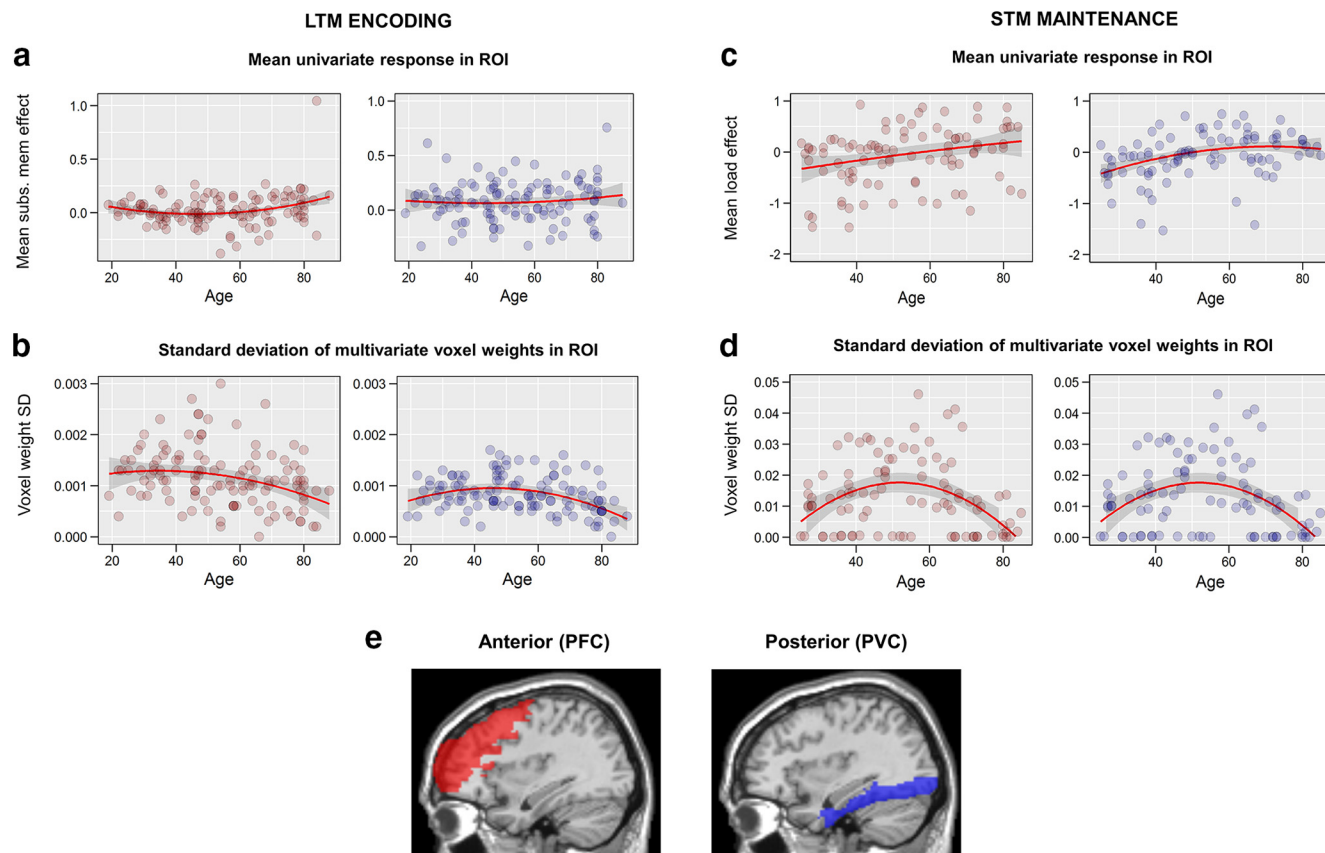 LTM ENCODING
STM MAINTENANCE
a
Mean univariate response in ROI
c
Mean univariate response in ROI
Mean subs. mem effect
1.0
0.5
0.0
20
40
60
80
Age
1.0
0.5
0.0
20
40
60
80
Age
Mean load effect
1
0
-1
-2
40
60
80
Age
1
0
-1
-2
40
60
80
Age
b
Standard deviation of multivariate voxel weights in ROI
d
Standard deviation of multivariate voxel weights in ROI
Voxel weight SD
0.003
0.002
0.001
0.000
20
40
60
80
Age
0.003
0.002
0.001
0.000
20
40
60
80
Age
Voxel weight SD
0.05
0.04
0.03
0.02
0.01
0.00
40
60
80
Age
0.05
0.04
0.03
0.02
0.01
0.00
40
60
80
Age
e
Anterior (PFC)
Posterior (PVC)